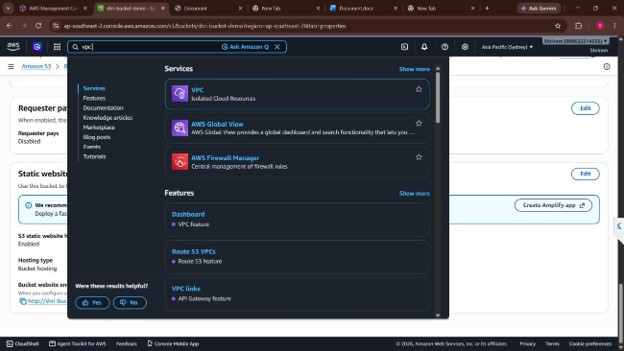 AWS Management Con
shri-bucket-demo - S3
Document
New Tab
Document.docx
New Tab
Ask Gemini
ap-southeast-2.console.aws.amazon.com/s3/buckets/shri-bucket-demo?region=ap-southeast-2&tab=properties
aws
vpc
Ask Amazon Q
Asia Pacific (Sydney)
Shriram
Amazon S3
Services
Features
Documentation
Knowledge articles
Marketplace
Blog posts
Events
Tutorials
Were these results helpful?
Yes
No
Services
Show more
VPC
Isolated Cloud Resources
AWS Global View
AWS Global View provides a global dashboard and search functionality that lets you ...
AWS Firewall Manager
Central management of firewall rules
Features
Show more
Dashboard
VPC feature
Route 53 VPCs
Route 53 feature
VPC links
API Gateway feature
Requester pay
When enabled, the
Requester pays
Disabled
Edit
Static website
Use this bucket to
Edit
We recomm
Deploy a fas
Create Amplify app
S3 static website h
Enabled
Hosting type
Bucket hosting
Bucket website en
When you configure y
http://shri-buc
CloudShell
Agent Toolkit for AWS
Feedback
Console Mobile App
© 2026, Amazon Web Services, Inc. or its affiliates.
Privacy
Terms
Cookie preferences